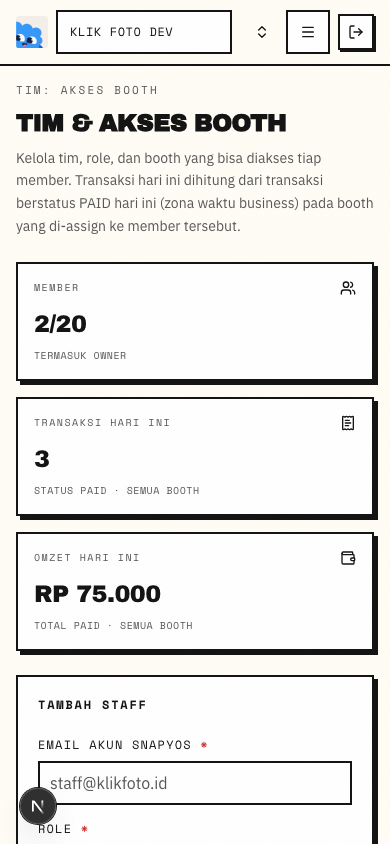 KLIK FOTO DEV
TIM: AKSES BOOTH
TIM & AKSES BOOTH
Kelola tim, role, dan booth yang bisa diakses tiap
member. Transaksi hari ini dihitung dari transaksi
berstatus PAID hari ini (zona waktu business) pada booth
yang di-assign ke member tersebut.
MEMBER
2/20
TERMASUK OWNER
TRANSAKSI HARI INI
3
STATUS PAID · SEMUA BOOTH
OMZET HARI INI
RP 75.000
TOTAL PAID · SEMUA BOOTH
TAMBAH STAFF
EMAIL AKUN SNAPYOS *
staff@klikfoto.id
N
ROLE *